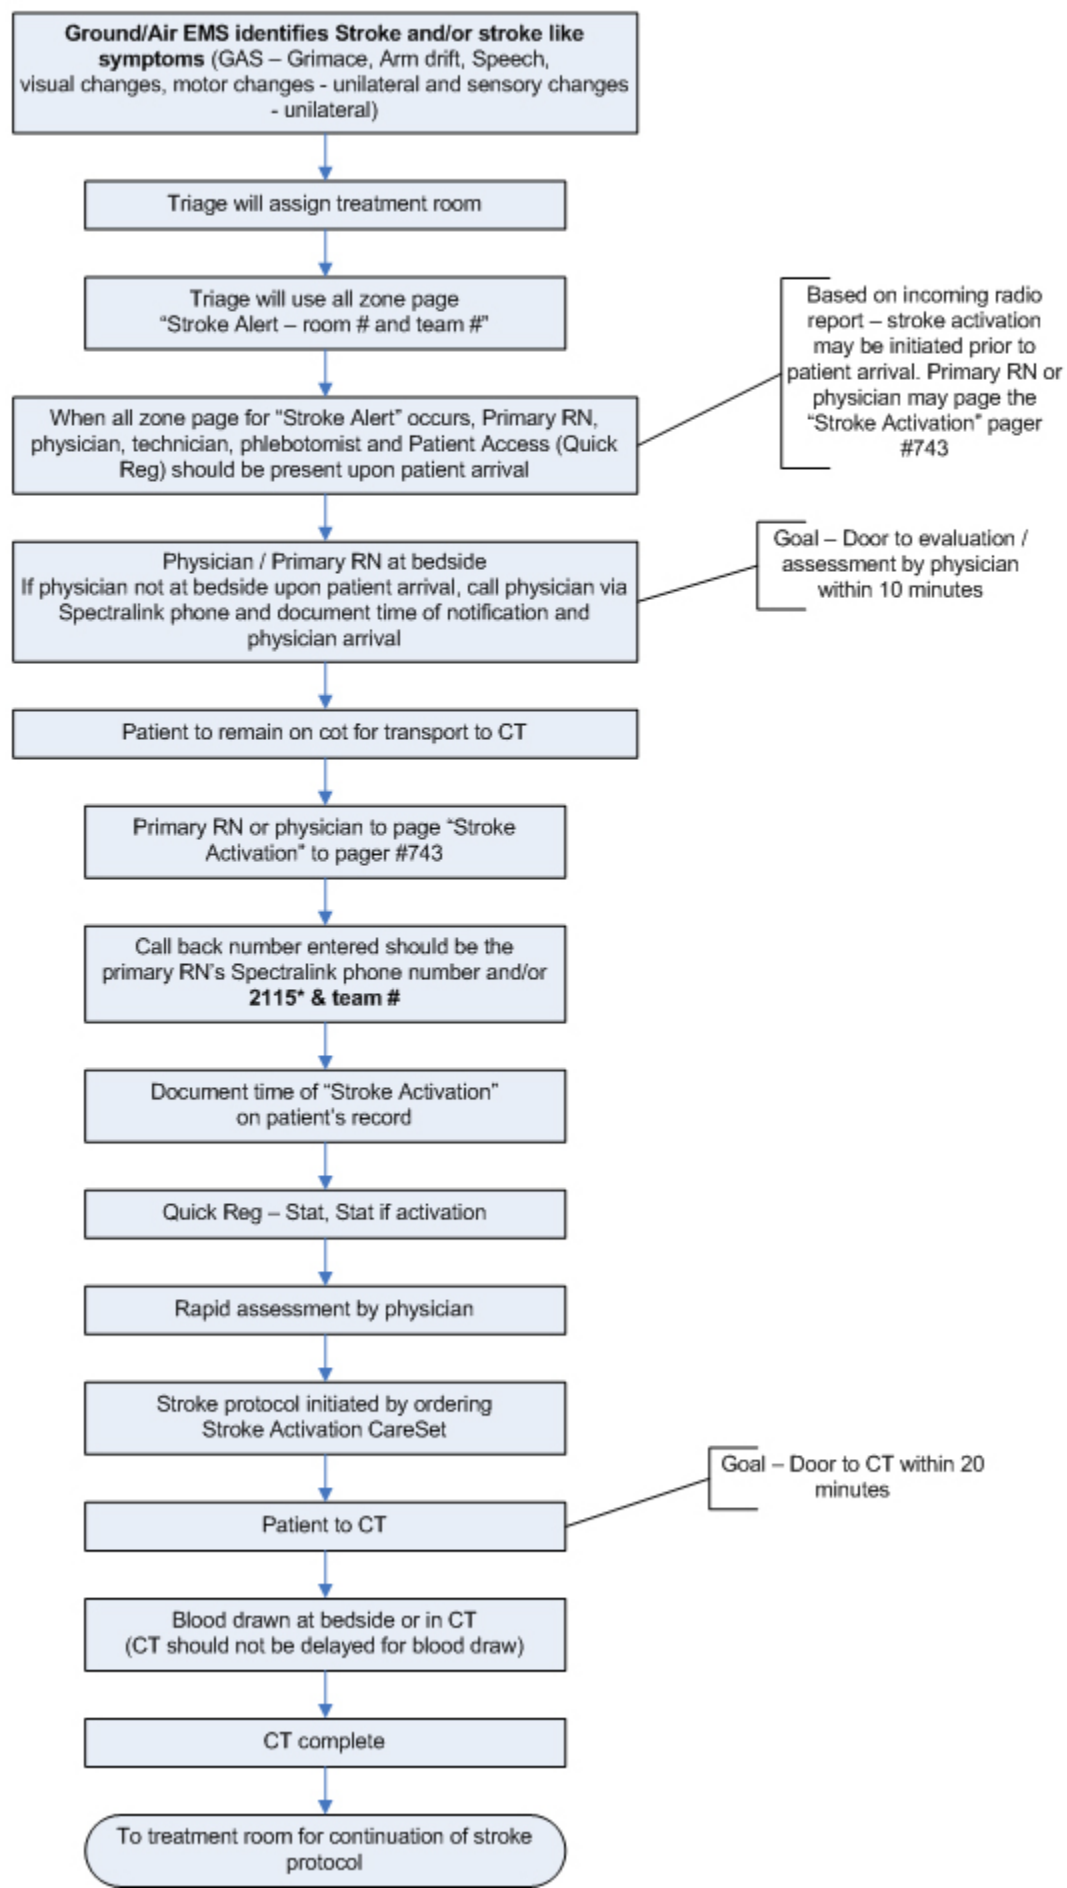 Ground/Air EMS identifies Stroke and/or stroke like
symptoms (GAS – Grimace, Arm drift, Speech,
visual changes, motor changes - unilateral and sensory changes
- unilateral)
Triage will assign treatment room
Triage will use all zone page
“Stroke Alert – room # and team #”
Based on incoming radio
report – stroke activation
may be initiated prior to
patient arrival. Primary RN or
physician may page the
“Stroke Activation” pager
#743
When all zone page for “Stroke Alert” occurs, Primary RN,
physician, technician, phlebotomist and Patient Access (Quick
Reg) should be present upon patient arrival
Physician / Primary RN at bedside
If physician not at bedside upon patient arrival, call physician via
Spectralink phone and document time of notification and
physician arrival
Goal – Door to evaluation /
assessment by physician
within 10 minutes
Patient to remain on cot for transport to CT
Primary RN or physician to page “Stroke
Activation” to pager #743
Call back number entered should be the
primary RN’s Spectralink phone number and/or
2115* & team #
Document time of “Stroke Activation”
on patient’s record
Quick Reg – Stat, Stat if activation
Rapid assessment by physician
Stroke protocol initiated by ordering
Stroke Activation CareSet
Goal – Door to CT within 20
minutes
Patient to CT
Blood drawn at bedside or in CT
(CT should not be delayed for blood draw)
CT complete
To treatment room for continuation of stroke
protocol